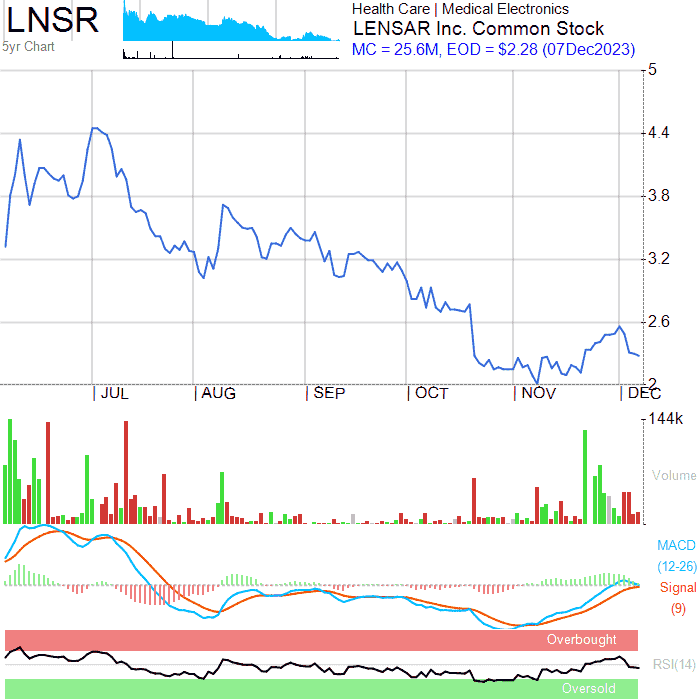 LNSR
5yr Chart
Health Care | Medical Electronics
LENSAR Inc. Common Stock
MC = 25.6M, EOD = $2.28 (07Dec2023)
5
4.4
3.8
3.2
2.6
2
JUL AUG SEP OCT NOV DEC
144k
Volume
MACD
(12-26)
Signal
(9)
Overbought
RSI(14)
Oversold